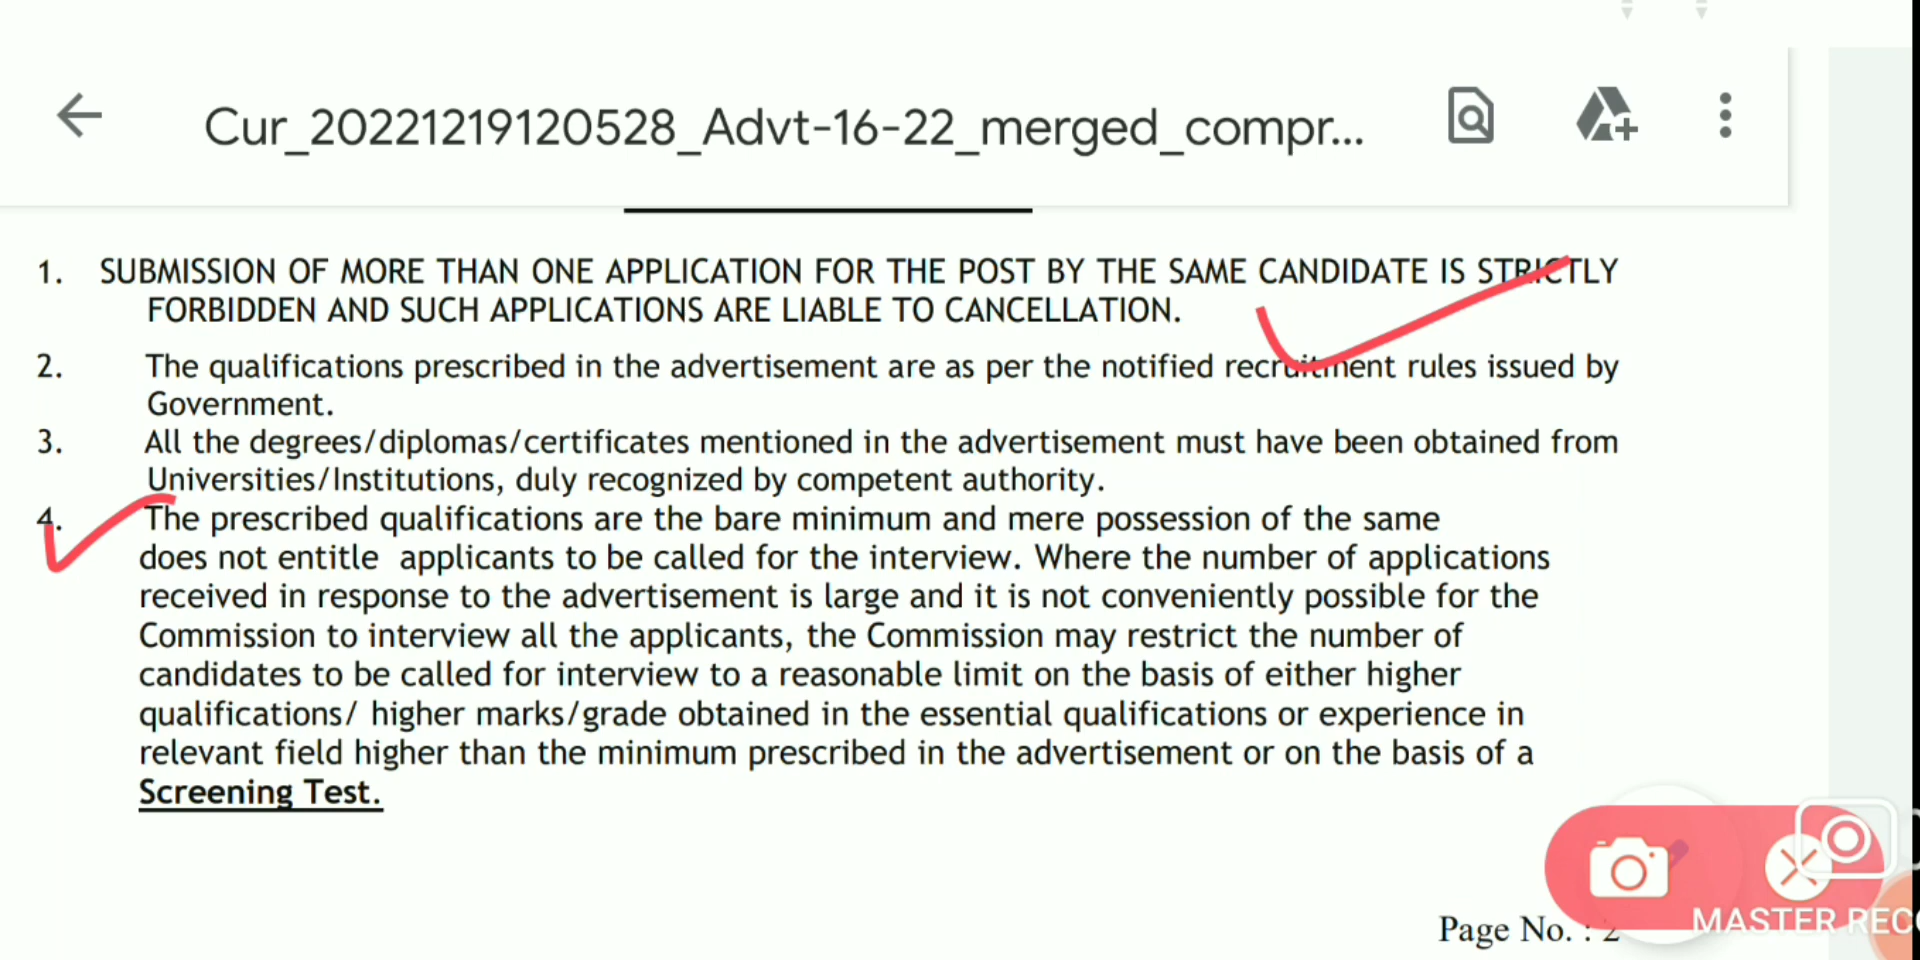 Cur_20221219120528_Advt-16-22_merged_compr...
1. SUBMISSION OF MORE THAN ONE APPLICATION FOR THE POST BY THE SAME CANDIDATE IS STRICTLY
FORBIDDEN AND SUCH APPLICATIONS ARE LIABLE TO CANCELLATION.
2. The qualifications prescribed in the advertisement are as per the notified recruitment rules issued by
Government.
3. All the degrees/diplomas/certificates mentioned in the advertisement must have been obtained from
Universities/Institutions, duly recognized by competent authority.
4. The prescribed qualifications are the bare minimum and mere possession of the same
does not entitle applicants to be called for the interview. Where the number of applications
received in response to the advertisement is large and it is not conveniently possible for the
Commission to interview all the applicants, the Commission may restrict the number of
candidates to be called for interview to a reasonable limit on the basis of either higher
qualifications/ higher marks/grade obtained in the essential qualifications or experience in
relevant field higher than the minimum prescribed in the advertisement or on the basis of a
Screening Test.
Page No. : 2
MASTER REC